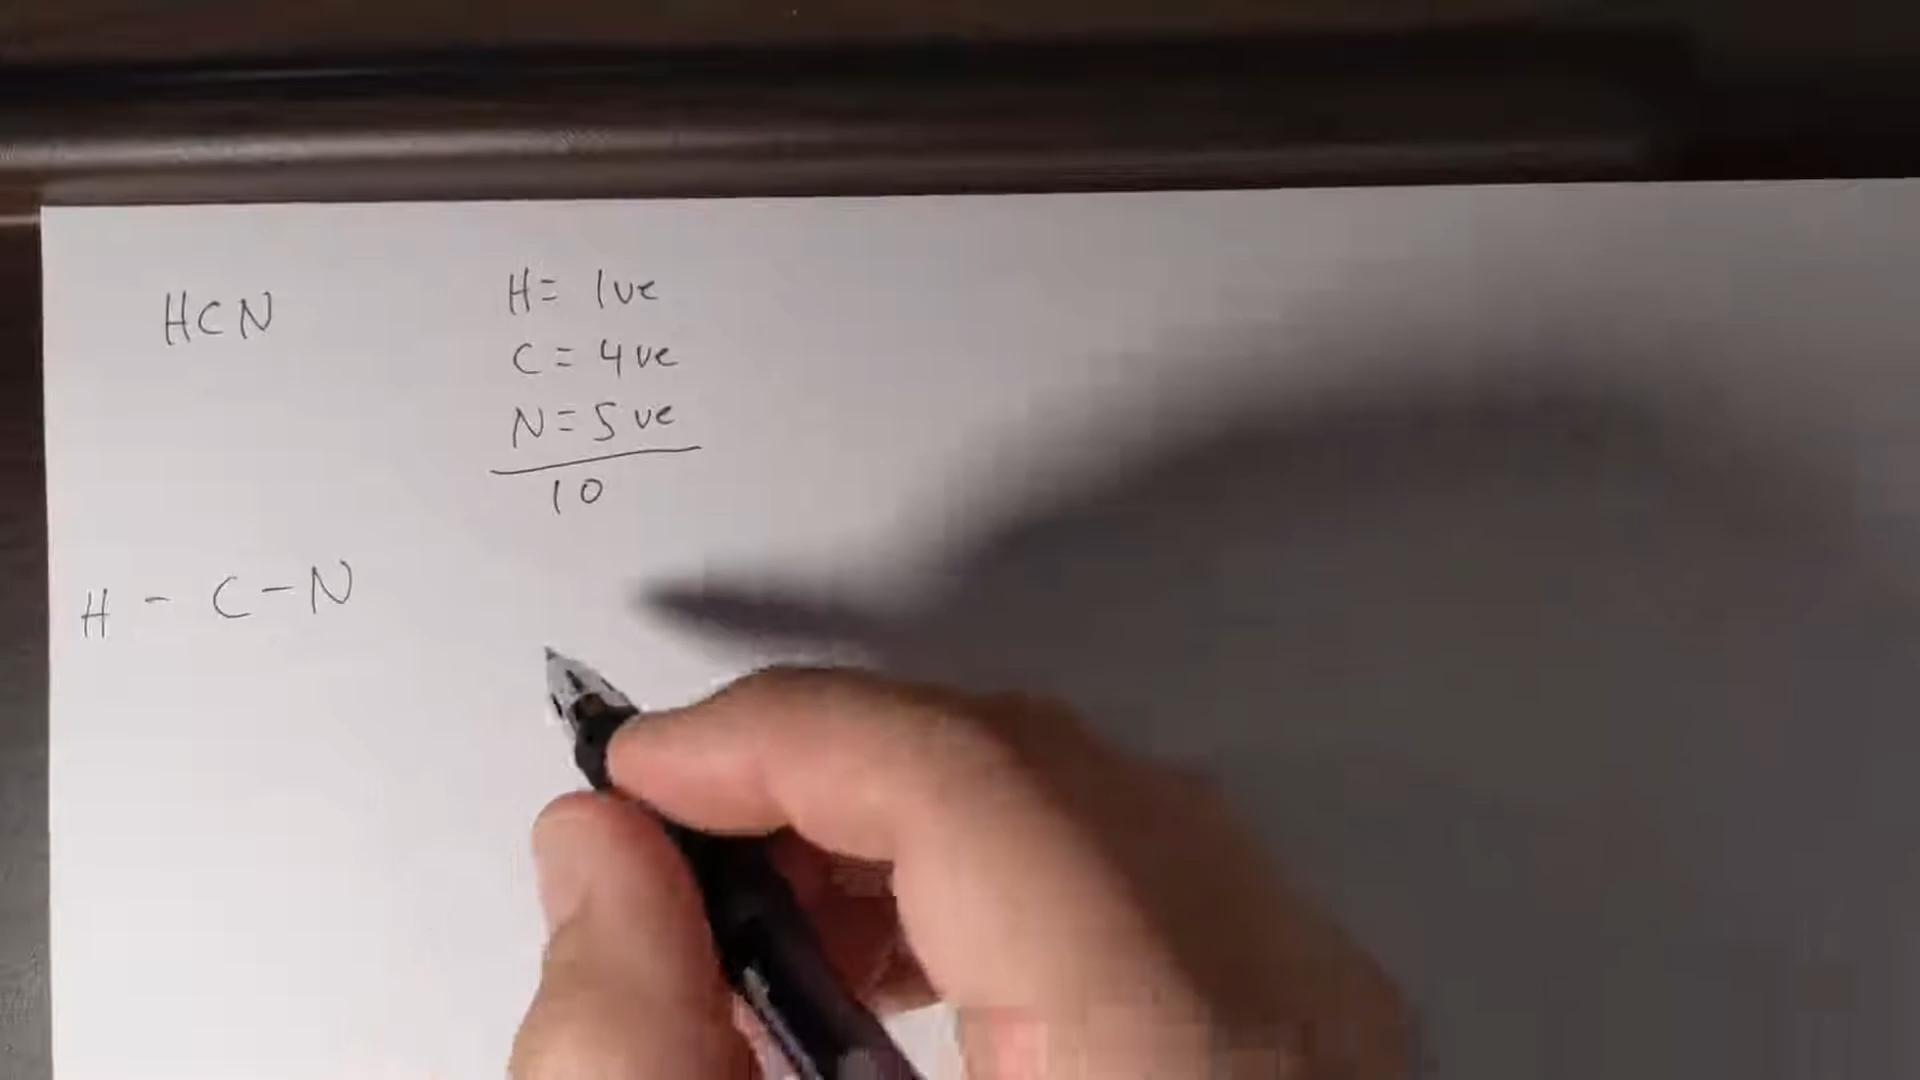 HCN
H = 1ve
C = 4ve
N = 5ve
10
H - C - N